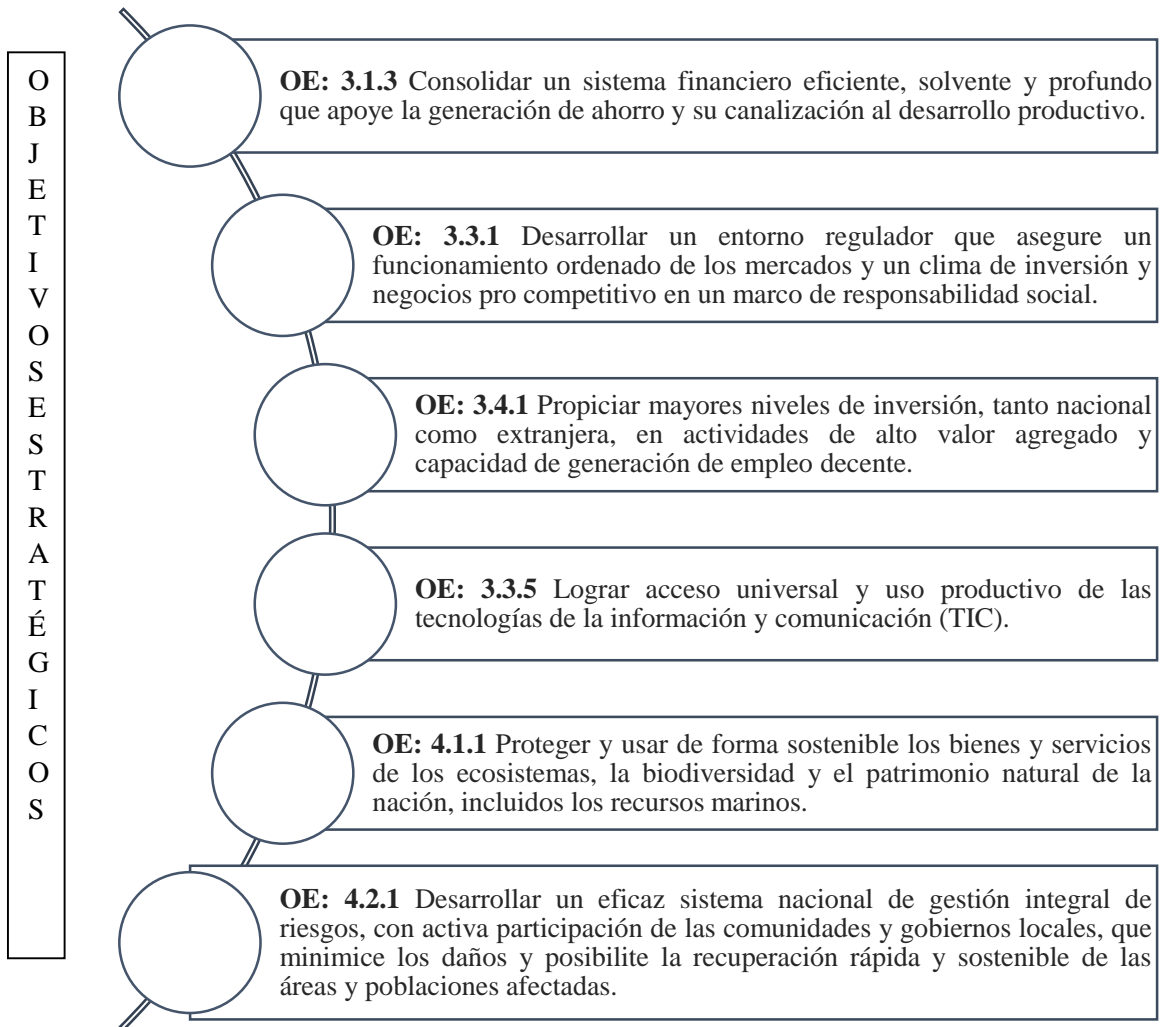 O
B
J
E
T
I
V
O
S
E
S
T
R
A
T
É
G
I
C
O
S
OE: 3.1.3 Consolidar un sistema financiero eficiente, solvente y profundo
que apoye la generación de ahorro y su canalización al desarrollo productivo.
OE: 3.3.1 Desarrollar un entorno regulador que asegure un
funcionamiento ordenado de los mercados y un clima de inversión y
negocios pro competitivo en un marco de responsabilidad social.
OE: 3.4.1 Propiciar mayores niveles de inversión, tanto nacional
como extranjera, en actividades de alto valor agregado y
capacidad de generación de empleo decente.
OE: 3.3.5 Lograr acceso universal y uso productivo de las
tecnologías de la información y comunicación (TIC).
OE: 4.1.1 Proteger y usar de forma sostenible los bienes y servicios
de los ecosistemas, la biodiversidad y el patrimonio natural de la
nación, incluidos los recursos marinos.
OE: 4.2.1 Desarrollar un eficaz sistema nacional de gestión integral de
riesgos, con activa participación de las comunidades y gobiernos locales, que
minimice los daños y posibilite la recuperación rápida y sostenible de las
áreas y poblaciones afectadas.